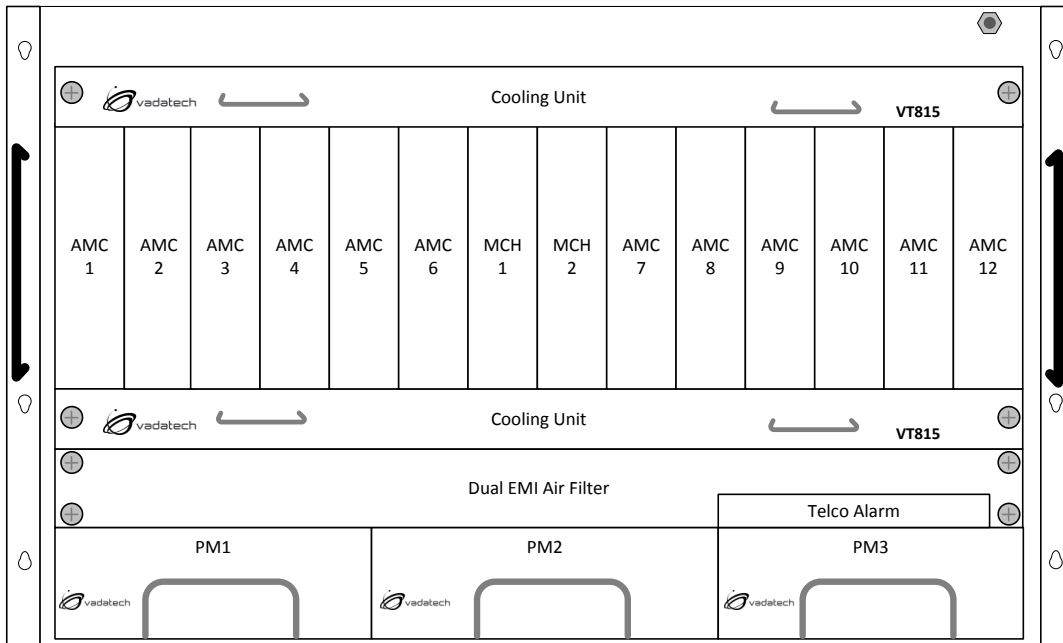 vadatech
Cooling Unit
VT815
AMC
1
AMC
2
AMC
3
AMC
4
AMC
5
AMC
6
MCH
1
MCH
2
AMC
7
AMC
8
AMC
9
AMC
10
AMC
11
AMC
12
vadatech
Cooling Unit
VT815
Dual EMI Air Filter
Telco Alarm
PM1
PM2
PM3
vadatech
vadatech
vadatech